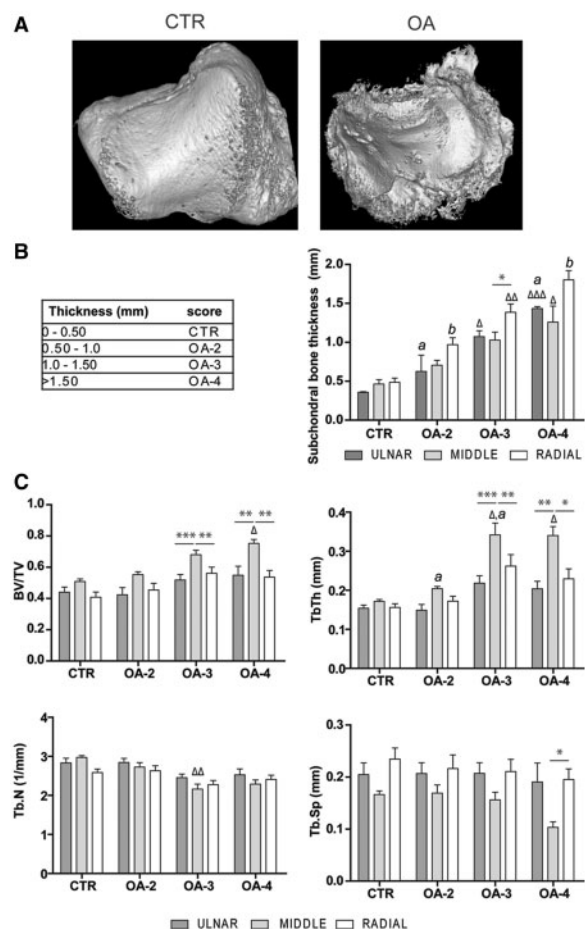 A
CTR
OA
B
Thickness (mm) score
0 - 0.50 CTR
0.50 - 1.0 OA-2
1.0 - 1.50 OA-3
>1.50 OA-4
Subchondral bone thickness (mm)
2.0
1.5
1.0
0.5
0.0
a
b
Δ
*
ΔΔ
a
ΔΔΔ
Δ
b
CTR OA-2 OA-3 OA-4
ULNAR MIDDLE RADIAL
C
BV/TV
0.8
0.6
0.4
0.2
0.0
*** **
** **
Δ
CTR OA-2 OA-3 OA-4
TbTh (mm)
0.4
0.3
0.2
0.1
a
*** **
Δ,a
** *
Δ
CTR OA-2 OA-3 OA-4
Tb.N (1/mm)
4
3
2
1
ΔΔ
CTR OA-2 OA-3 OA-4
Tb.Sp (mm)
0.3
0.2
0.1
0.0
*
CTR OA-2 OA-3 OA-4
ULNAR MIDDLE RADIAL